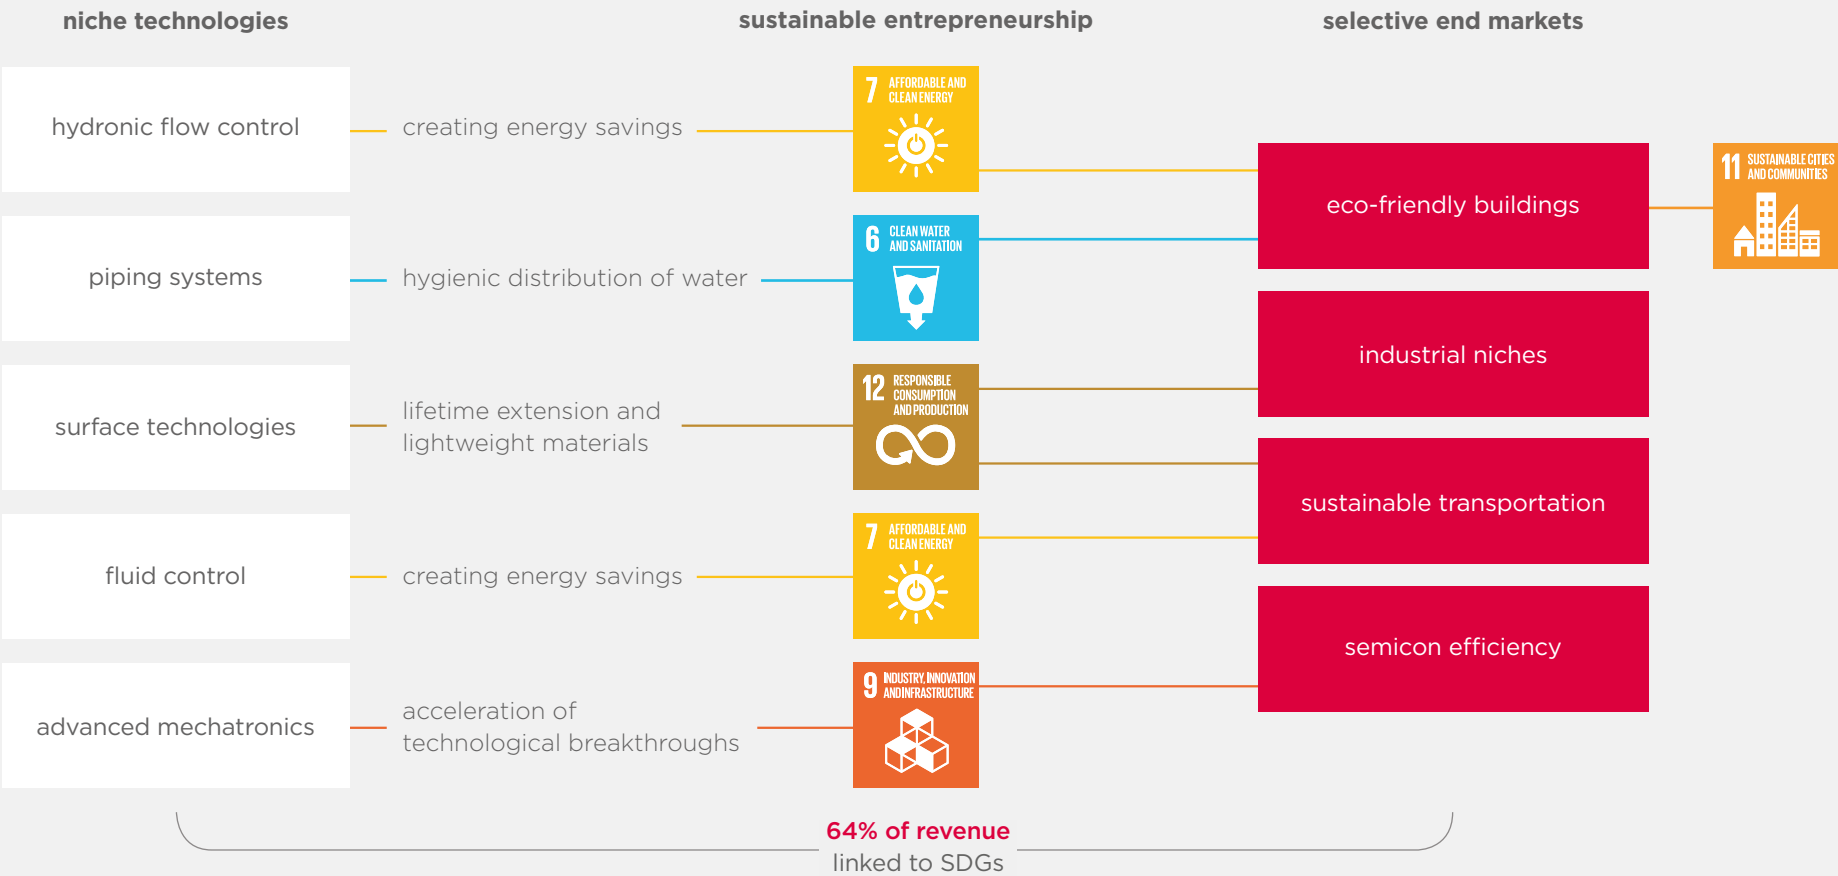 niche technologies
sustainable entrepreneurship
selective end markets
hydronic flow control
creating energy savings
7 AFFORDABLE AND
CLEAN ENERGY
eco-friendly buildings
11 SUSTAINABLE CITIES
AND COMMUNITIES
piping systems
hygienic distribution of water
6 CLEAN WATER
AND SANITATION
industrial niches
surface technologies
lifetime extension and
lightweight materials
12 RESPONSIBLE
CONSUMPTION
AND PRODUCTION
sustainable transportation
fluid control
creating energy savings
7 AFFORDABLE AND
CLEAN ENERGY
semicon efficiency
advanced mechatronics
acceleration of
technological breakthroughs
9 INDUSTRY, INNOVATION
AND INFRASTRUCTURE
64% of revenue
linked to SDGs